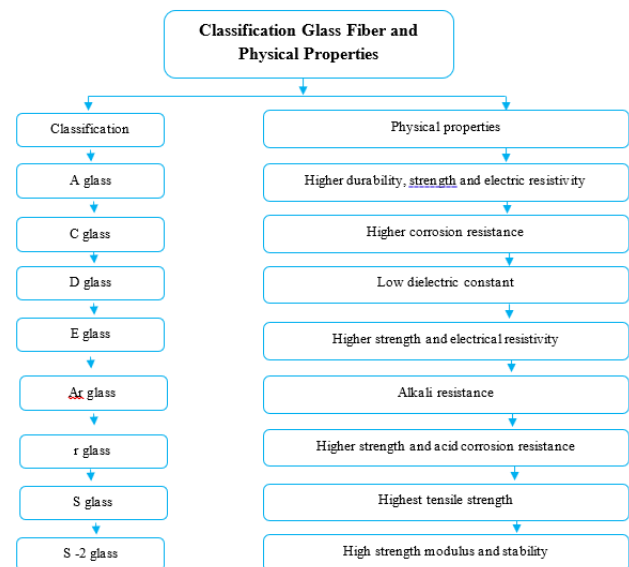 Classification Glass Fiber and
Physical Properties
Classification
Physical properties
A glass
Higher durability, strength and electric resistivity
C glass
Higher corrosion resistance
D glass
Low dielectric constant
E glass
Higher strength and electrical resistivity
Ar glass
Alkali resistance
r glass
Higher strength and acid corrosion resistance
S glass
Highest tensile strength
S -2 glass
High strength modulus and stability